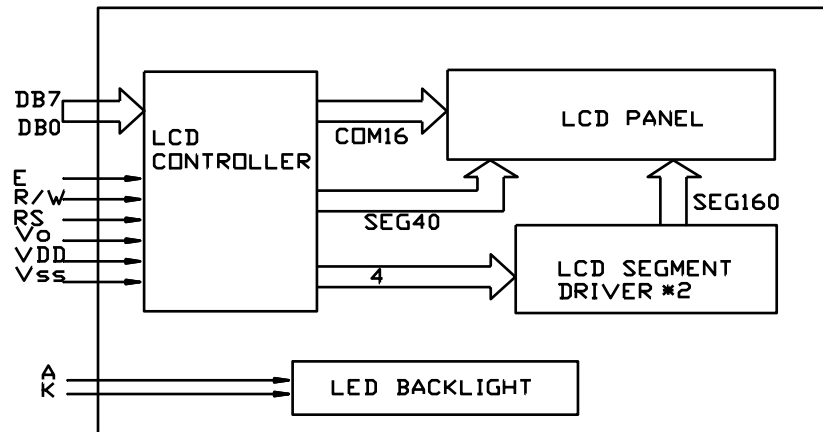 DB7
DB0
E
R/W
RS
Vo
VDD
Vss
LCD
CONTROLLER
COM16
SEG40
4
LCD PANEL
SEG160
LCD SEGMENT
DRIVER *2
A
K
LED BACKLIGHT